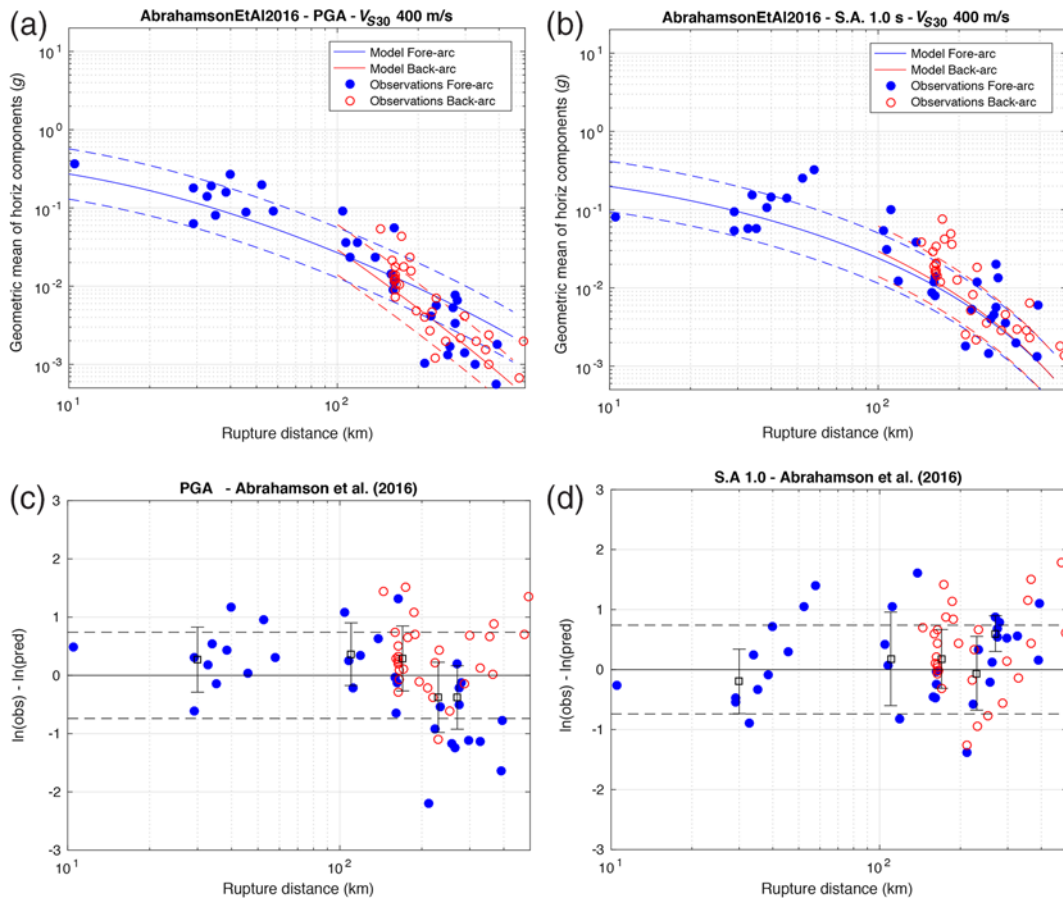 (a)
AbrahamsonEtAl2016 - PGA - VS30 400 m/s
Geometric mean of horiz components (g)
10^1
10^0
10^-1
10^-2
10^-3
Model Fore-arc
Model Back-arc
Observations Fore-arc
Observations Back-arc
10^1
10^2
Rupture distance (km)
(b)
AbrahamsonEtAl2016 - S.A. 1.0 s - VS30 400 m/s
Geometric mean of horiz components (g)
10^1
10^0
10^-1
10^-2
10^-3
Model Fore-arc
Model Back-arc
Observations Fore-arc
Observations Back-arc
10^1
10^2
Rupture distance (km)
(c)
PGA - Abrahamson et al. (2016)
ln(obs) - ln(pred)
3
2
1
0
-1
-2
-3
10^1
10^2
Rupture distance (km)
(d)
S.A 1.0 - Abrahamson et al. (2016)
ln(obs) - ln(pred)
3
2
1
0
-1
-2
-3
10^1
10^2
Rupture distance (km)